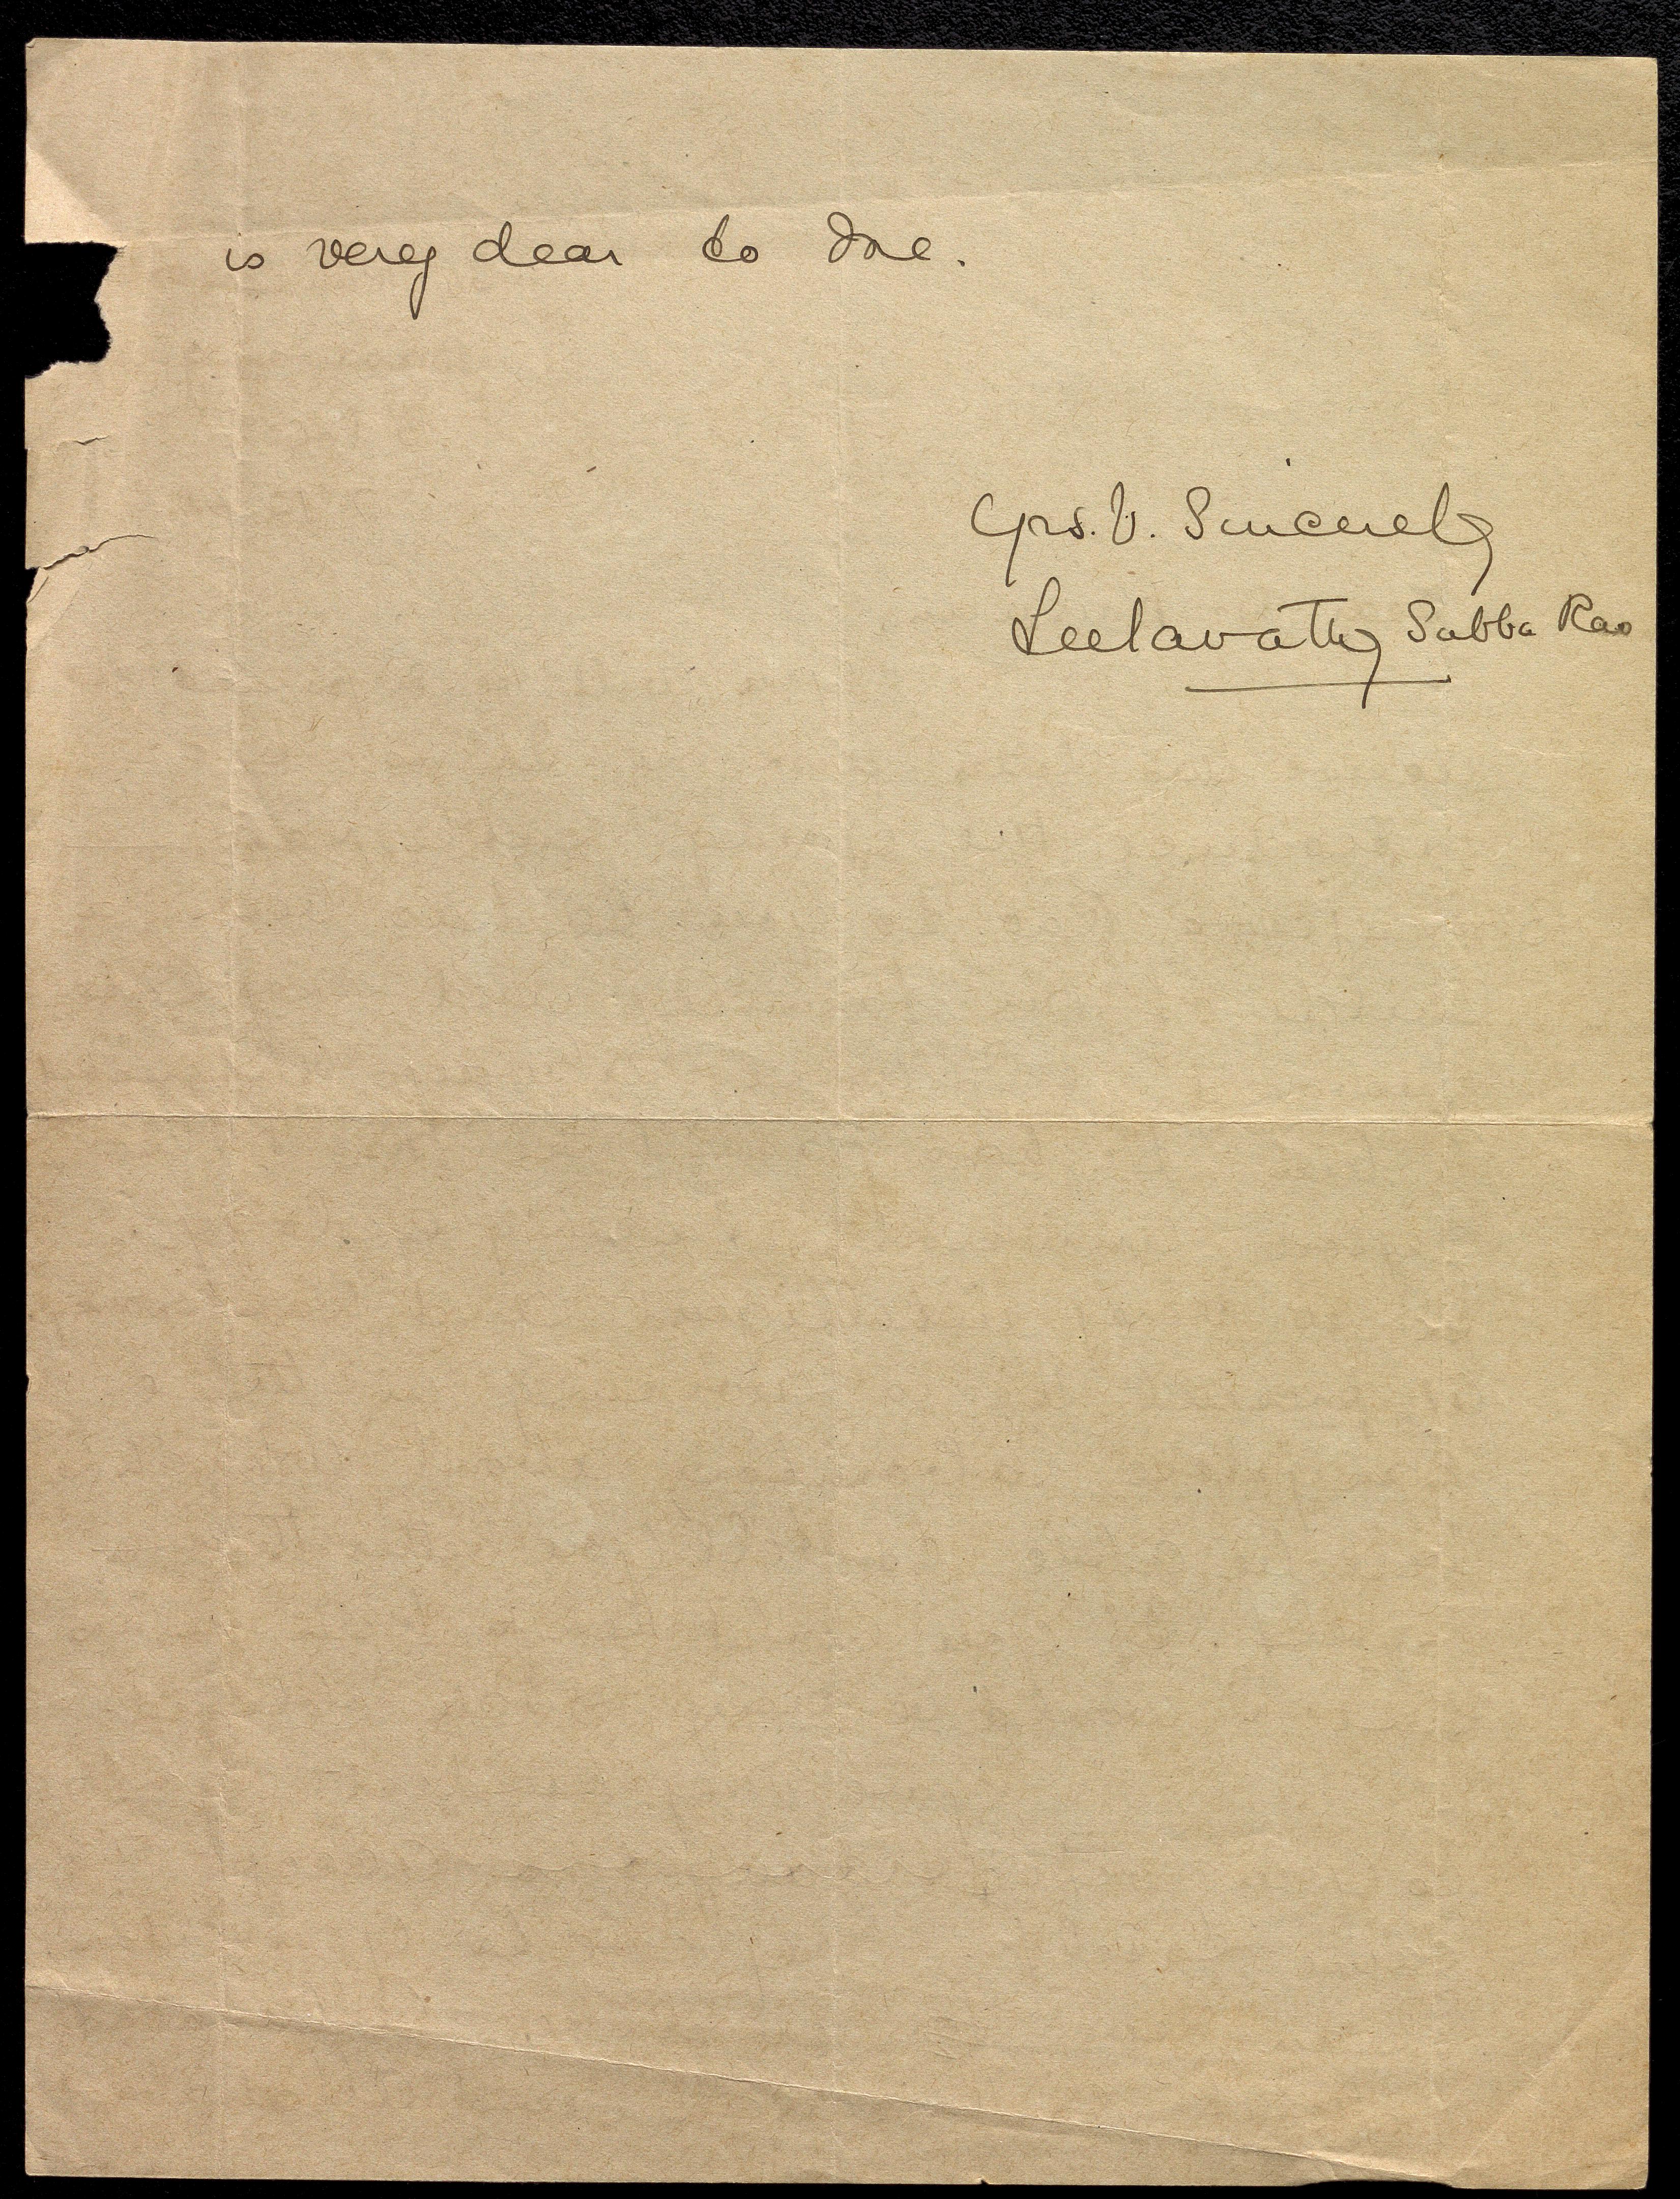 is very dear to me.
Yrs. V. Sincerely
Leelavathy Subba Rao